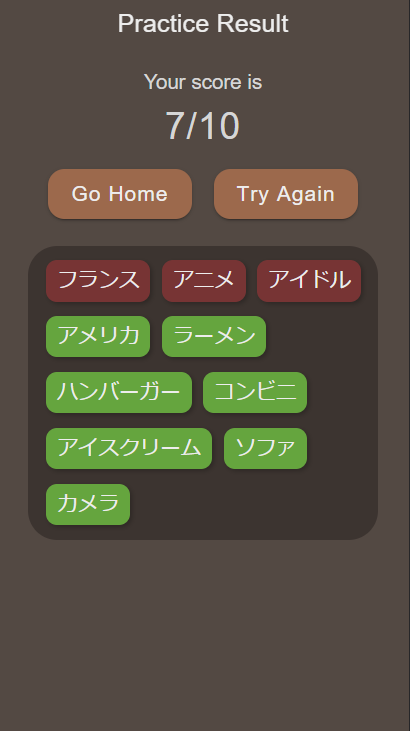 Practice Result
Your score is
7/10
Go Home Try Again
フランス アニメ アイドル
アメリカ ラーメン
ハンバーガー コンビニ
アイスクリーム ソファ
カメラ